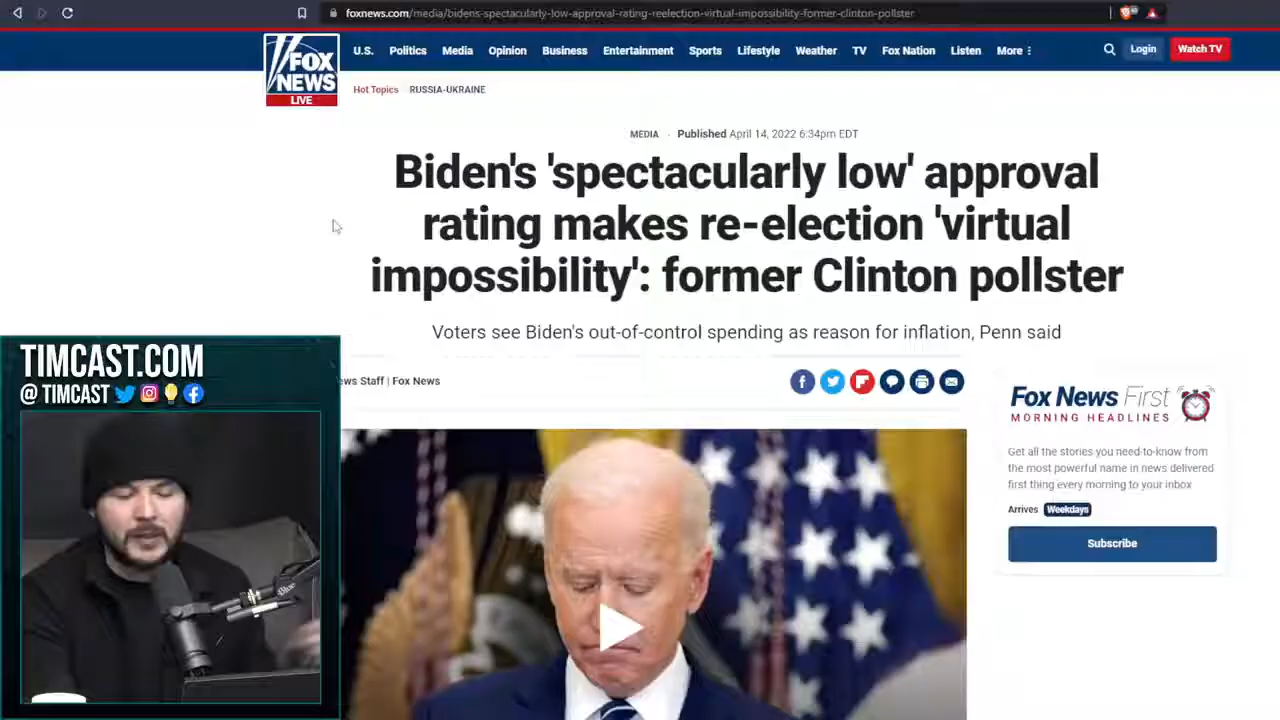 foxnews.com/media/bidens-spectacularly-low-approval-rating-reelection-virtual-impossibility-former-clinton-pollster
FOX NEWS
LIVE
U.S. Politics Media Opinion Business Entertainment Sports Lifestyle Weather TV Fox Nation Listen More
Login
Watch TV
Hot Topics RUSSIA-UKRAINE
MEDIA · Published April 14, 2022 6:34pm EDT
Biden's 'spectacularly low' approval
rating makes re-election 'virtual
impossibility': former Clinton pollster
Voters see Biden's out-of-control spending as reason for inflation, Penn said
ews Staff | Fox News
TIMCAST.COM
@ TIMCAST
Blue
Fox News First
MORNING HEADLINES
Get all the stories you need-to-know from
the most powerful name in news delivered
first thing every morning to your inbox
Arrives Weekdays
Subscribe